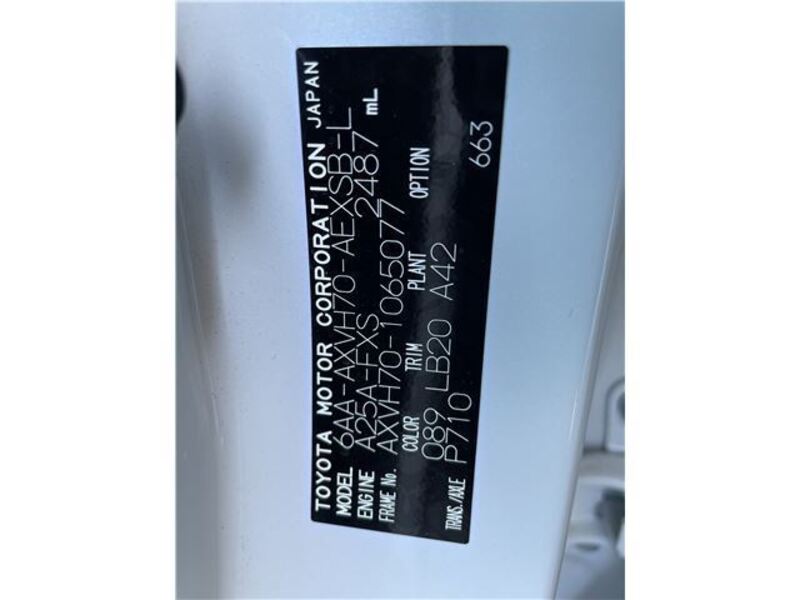 TOYOTA MOTOR CORPORATION JAPAN
MODEL 6AA-AXVH70-AEXSB-L
ENGINE A25A-FXS 2487 mL
FRAME No. AXVH70-1065077
COLOR TRIM PLANT OPTION
089 LB20 A42
TRANS./AXLE P710 663